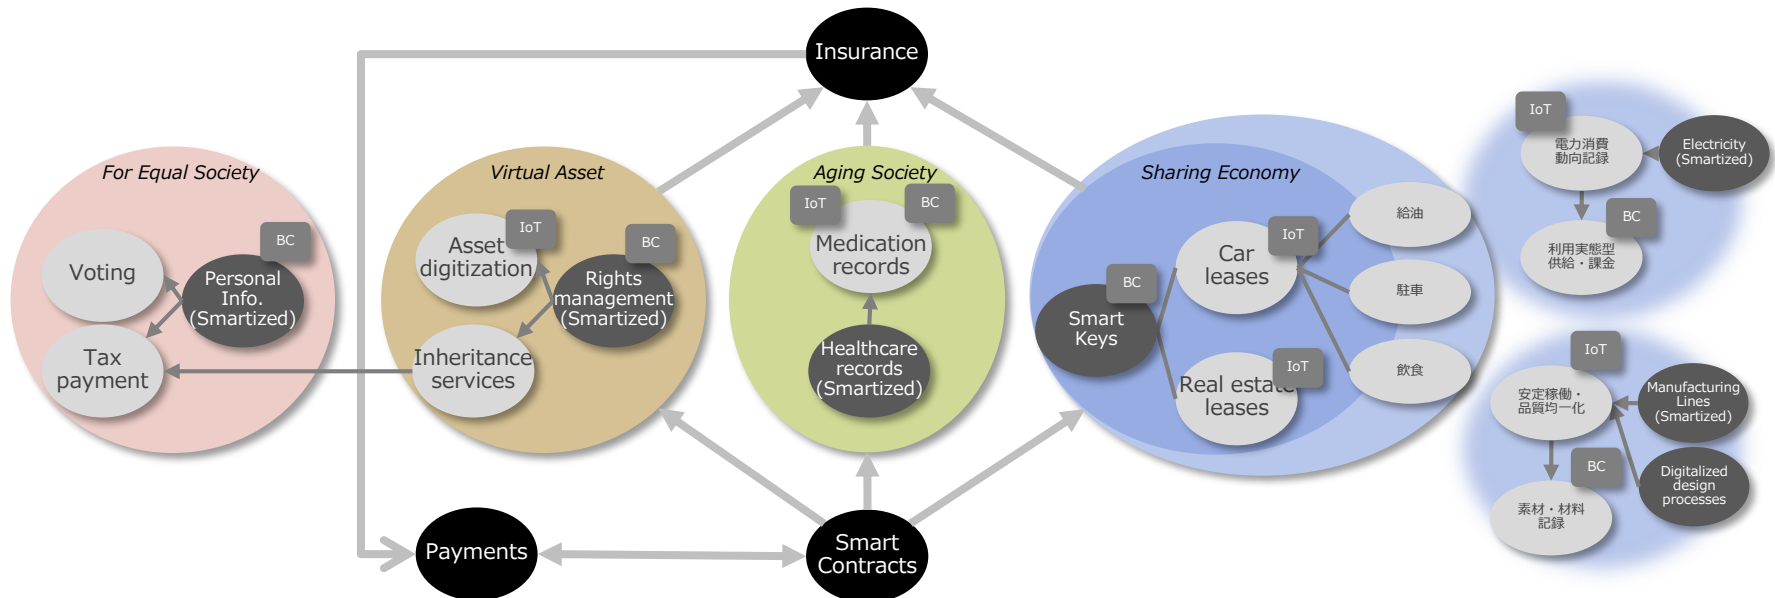 Insurance
For Equal Society
BC
Voting
Personal
Info.
(Smartized)
Tax
payment
Virtual Asset
IoT
BC
Asset
digitization
Rights
management
(Smartized)
Inheritance
services
Aging Society
IoT
BC
Medication
records
Healthcare
records
(Smartized)
Sharing Economy
BC
Smart
Keys
IoT
Car
leases
IoT
Real estate
leases
給油
駐車
飲食
IoT
電力消費
動向記録
Electricity
(Smartized)
BC
利用実態型
供給・課金
IoT
安定稼働・
品質均一化
Manufacturing
Lines
(Smartized)
BC
Digitalized
design
processes
素材・材料
記録
Payments
Smart
Contracts